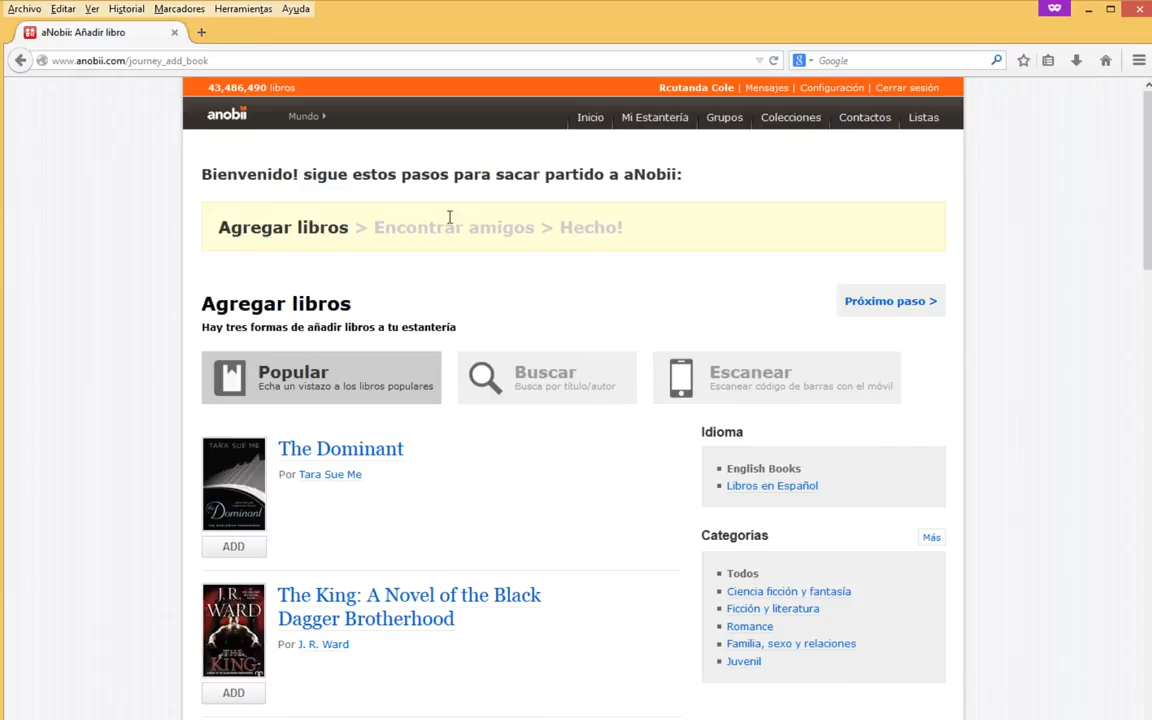 Archivo Editar Ver Historial Marcadores Herramientas Ayuda
aNobii: Añadir libro
www.anobii.com/journey_add_book
Google
43,486,490 libros
Rcutanda Cole | Mensajes | Configuración | Cerrar sesión
anobii
Mundo
Inicio Mi Estantería Grupos Colecciones Contactos Listas
Bienvenido! sigue estos pasos para sacar partido a aNobii:
Agregar libros > Encontrar amigos > Hecho!
Agregar libros
Próximo paso >
Hay tres formas de añadir libros a tu estantería
Popular
Echa un vistazo a los libros populares
Buscar
Busca por título/autor
Escanear
Escanear código de barras con el móvil
TARA SUE ME
The Dominant
The Dominant
Por Tara Sue Me
ADD
J.R. WARD
THE KING
The King: A Novel of the Black
Dagger Brotherhood
Por J. R. Ward
ADD
Idioma
English Books
Libros en Español
Categorias
Más
Todos
Ciencia ficción y fantasía
Ficción y literatura
Romance
Familia, sexo y relaciones
Juvenil